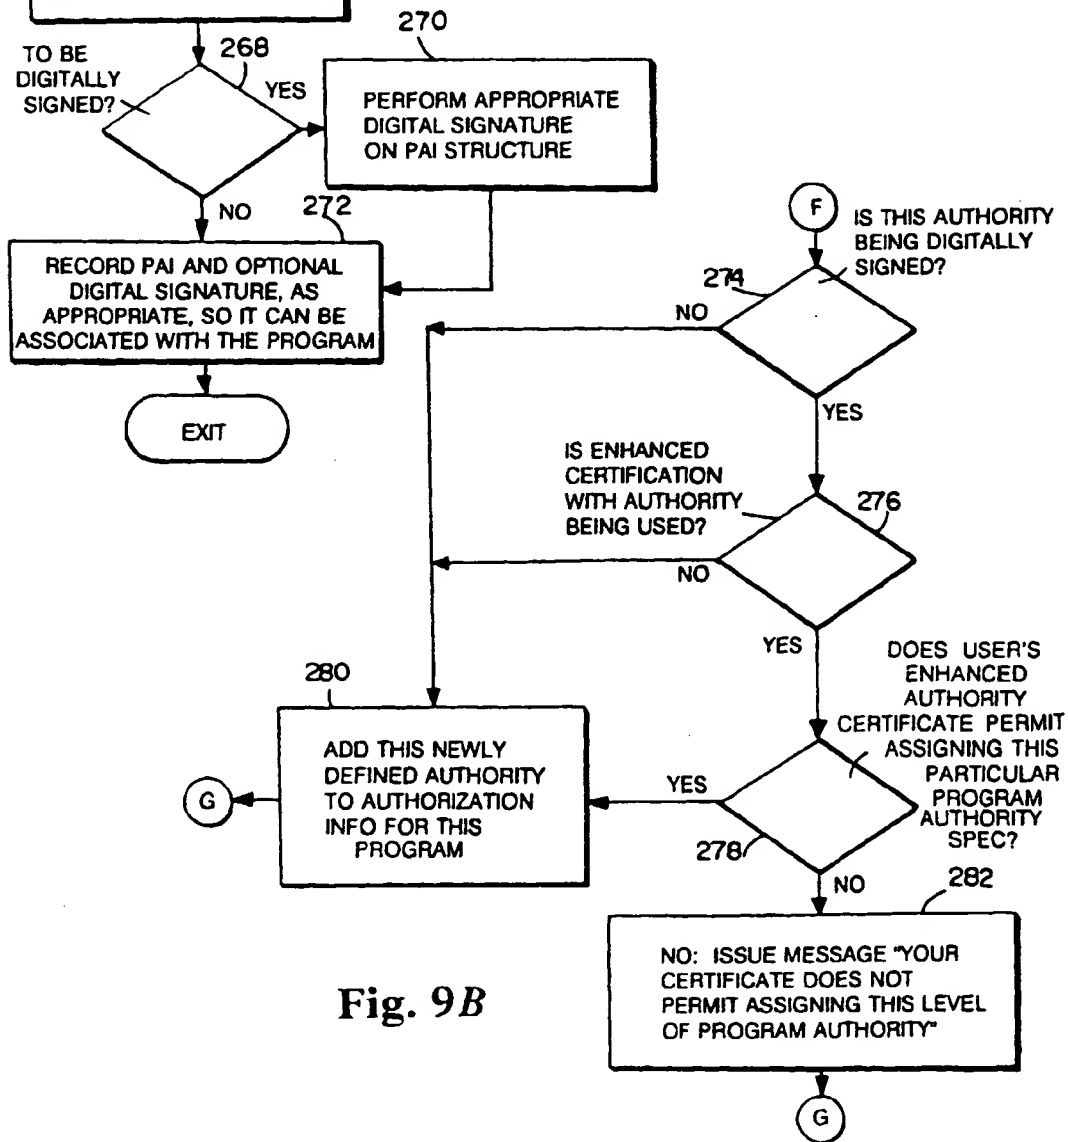 270
TO BE
DIGITALLY
SIGNED?
268
YES
PERFORM APPROPRIATE
DIGITAL SIGNATURE
ON PAI STRUCTURE
NO
272
RECORD PAI AND OPTIONAL
DIGITAL SIGNATURE, AS
APPROPRIATE, SO IT CAN BE
ASSOCIATED WITH THE PROGRAM
EXIT
F
IS THIS AUTHORITY
BEING DIGITALLY
SIGNED?
274
NO
YES
IS ENHANCED
CERTIFICATION
WITH AUTHORITY
BEING USED?
276
NO
YES
DOES USER'S
ENHANCED
AUTHORITY
CERTIFICATE PERMIT
ASSIGNING THIS
PARTICULAR
PROGRAM
AUTHORITY
SPEC?
280
ADD THIS NEWLY
DEFINED AUTHORITY
TO AUTHORIZATION
INFO FOR THIS
PROGRAM
G
YES
278
NO
282
NO: ISSUE MESSAGE "YOUR
CERTIFICATE DOES NOT
PERMIT ASSIGNING THIS LEVEL
OF PROGRAM AUTHORITY"
G
Fig. 9B